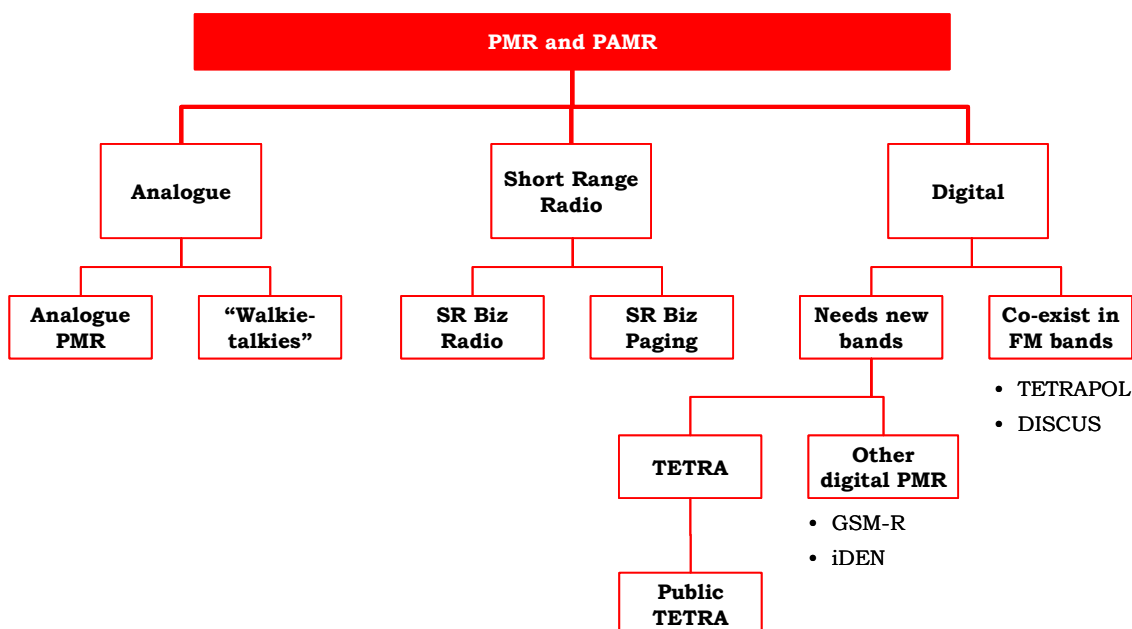 PMR and PAMR
Analogue
Short Range
Radio
Digital
Analogue
PMR
“Walkie-
talkies”
SR Biz
Radio
SR Biz
Paging
Needs new
bands
Co-exist in
FM bands
• TETRAPOL
• DISCUS
TETRA
Other
digital PMR
• GSM-R
• iDEN
Public
TETRA